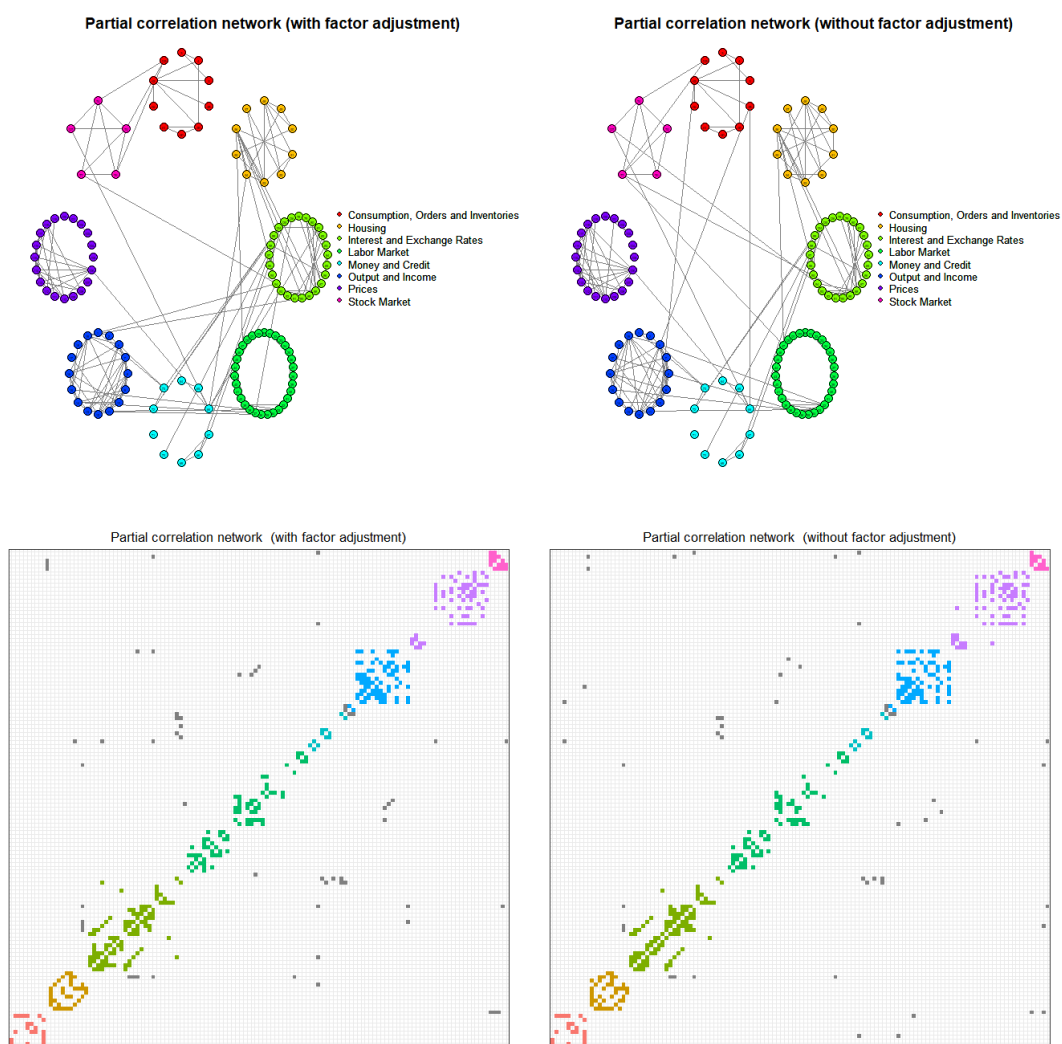 Partial correlation network (with factor adjustment)
Partial correlation network (without factor adjustment)
Consumption, Orders and Inventories
Housing
Interest and Exchange Rates
Labor Market
Money and Credit
Output and Income
Prices
Stock Market
Consumption, Orders and Inventories
Housing
Interest and Exchange Rates
Labor Market
Money and Credit
Output and Income
Prices
Stock Market
Partial correlation network (with factor adjustment)
Partial correlation network (without factor adjustment)